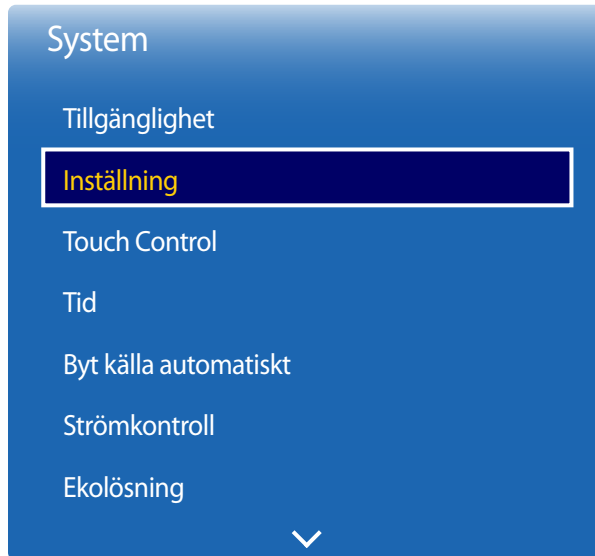 System
Tillgänglighet
Inställning
Touch Control
Tid
Byt källa automatiskt
Strömkontroll
Ekolösning